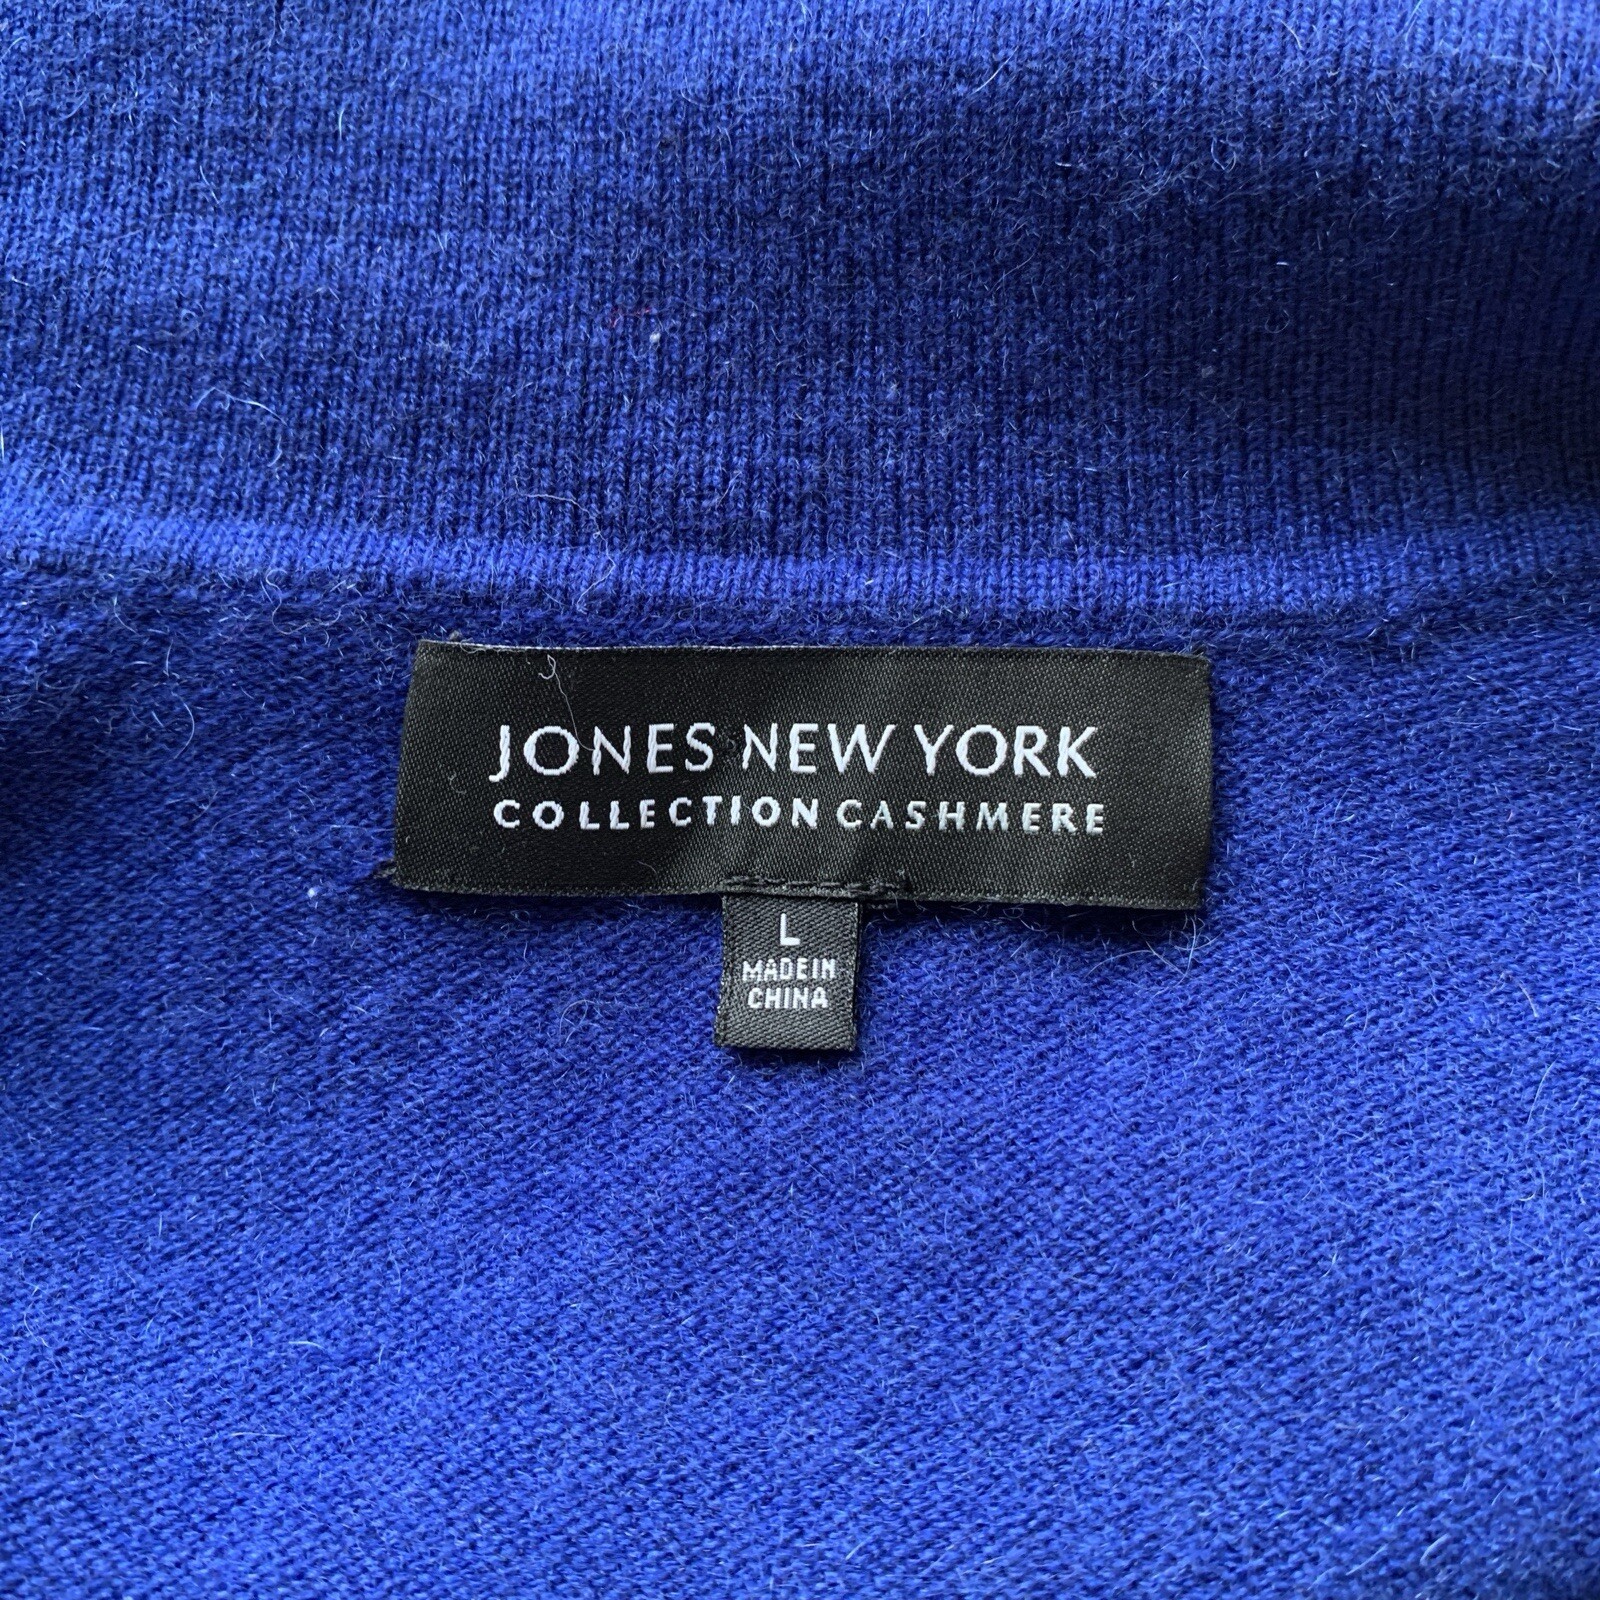 JONES NEW YORK
COLLECTION CASHMERE
L
MADE IN
CHINA